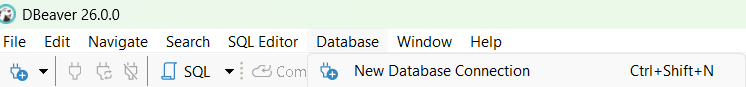 DBeaver 26.0.0
File Edit Navigate Search SQL Editor Database Window Help
SQL Com New Database Connection Ctrl+Shift+N